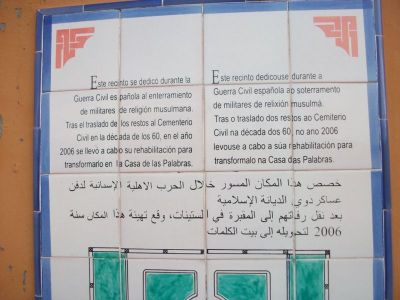 Este recinto se dedicó durante la
Guerra Civil española al enterramiento
de militares de religión musulmana.
Tras el traslado de los restos al Cementerio
Civil en la década de los 60, en el año
2006 se llevó a cabo su rehabilitación para
transformarlo en la Casa de las Palabras.
Este recinto dedicouse durante a
Guerra Civil española ao soterramento
de militares de relixión musulmá.
Tras o traslado dos restos ao Cemiterio
Civil na década dos 60, no ano 2006
levouse a cabo a súa rehabilitación para
transformalo na Casa das Palabras.
خصص هذا المكان المسور خلال الحرب الاهلية الإسبانية لدفن
عساكر دوي. الديانة الإسلامية
بعد نقل رفاتهم إلى المقبرة في الستينات، وقع تهيئة هذا المكان سنة
2006 لتحويله إلى بيت الكلمات